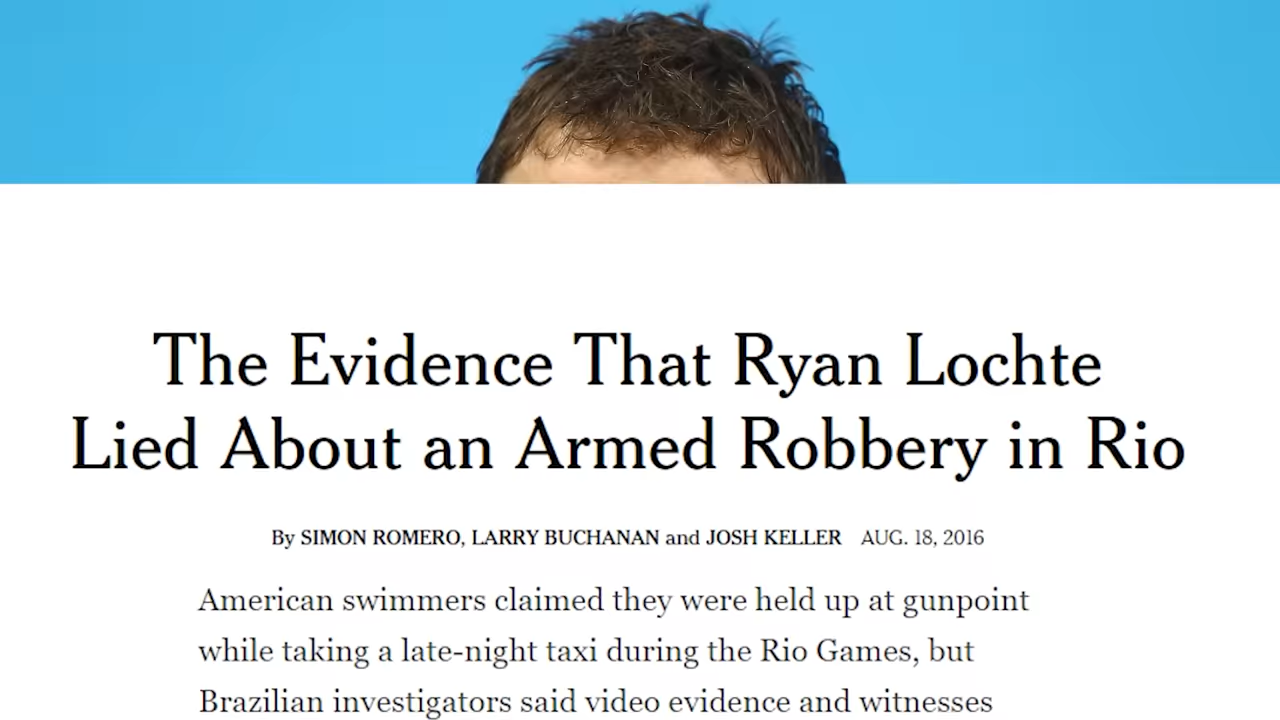 The Evidence That Ryan Lochte
Lied About an Armed Robbery in Rio
By SIMON ROMERO, LARRY BUCHANAN and JOSH KELLER AUG. 18, 2016
American swimmers claimed they were held up at gunpoint
while taking a late-night taxi during the Rio Games, but
Brazilian investigators said video evidence and witnesses